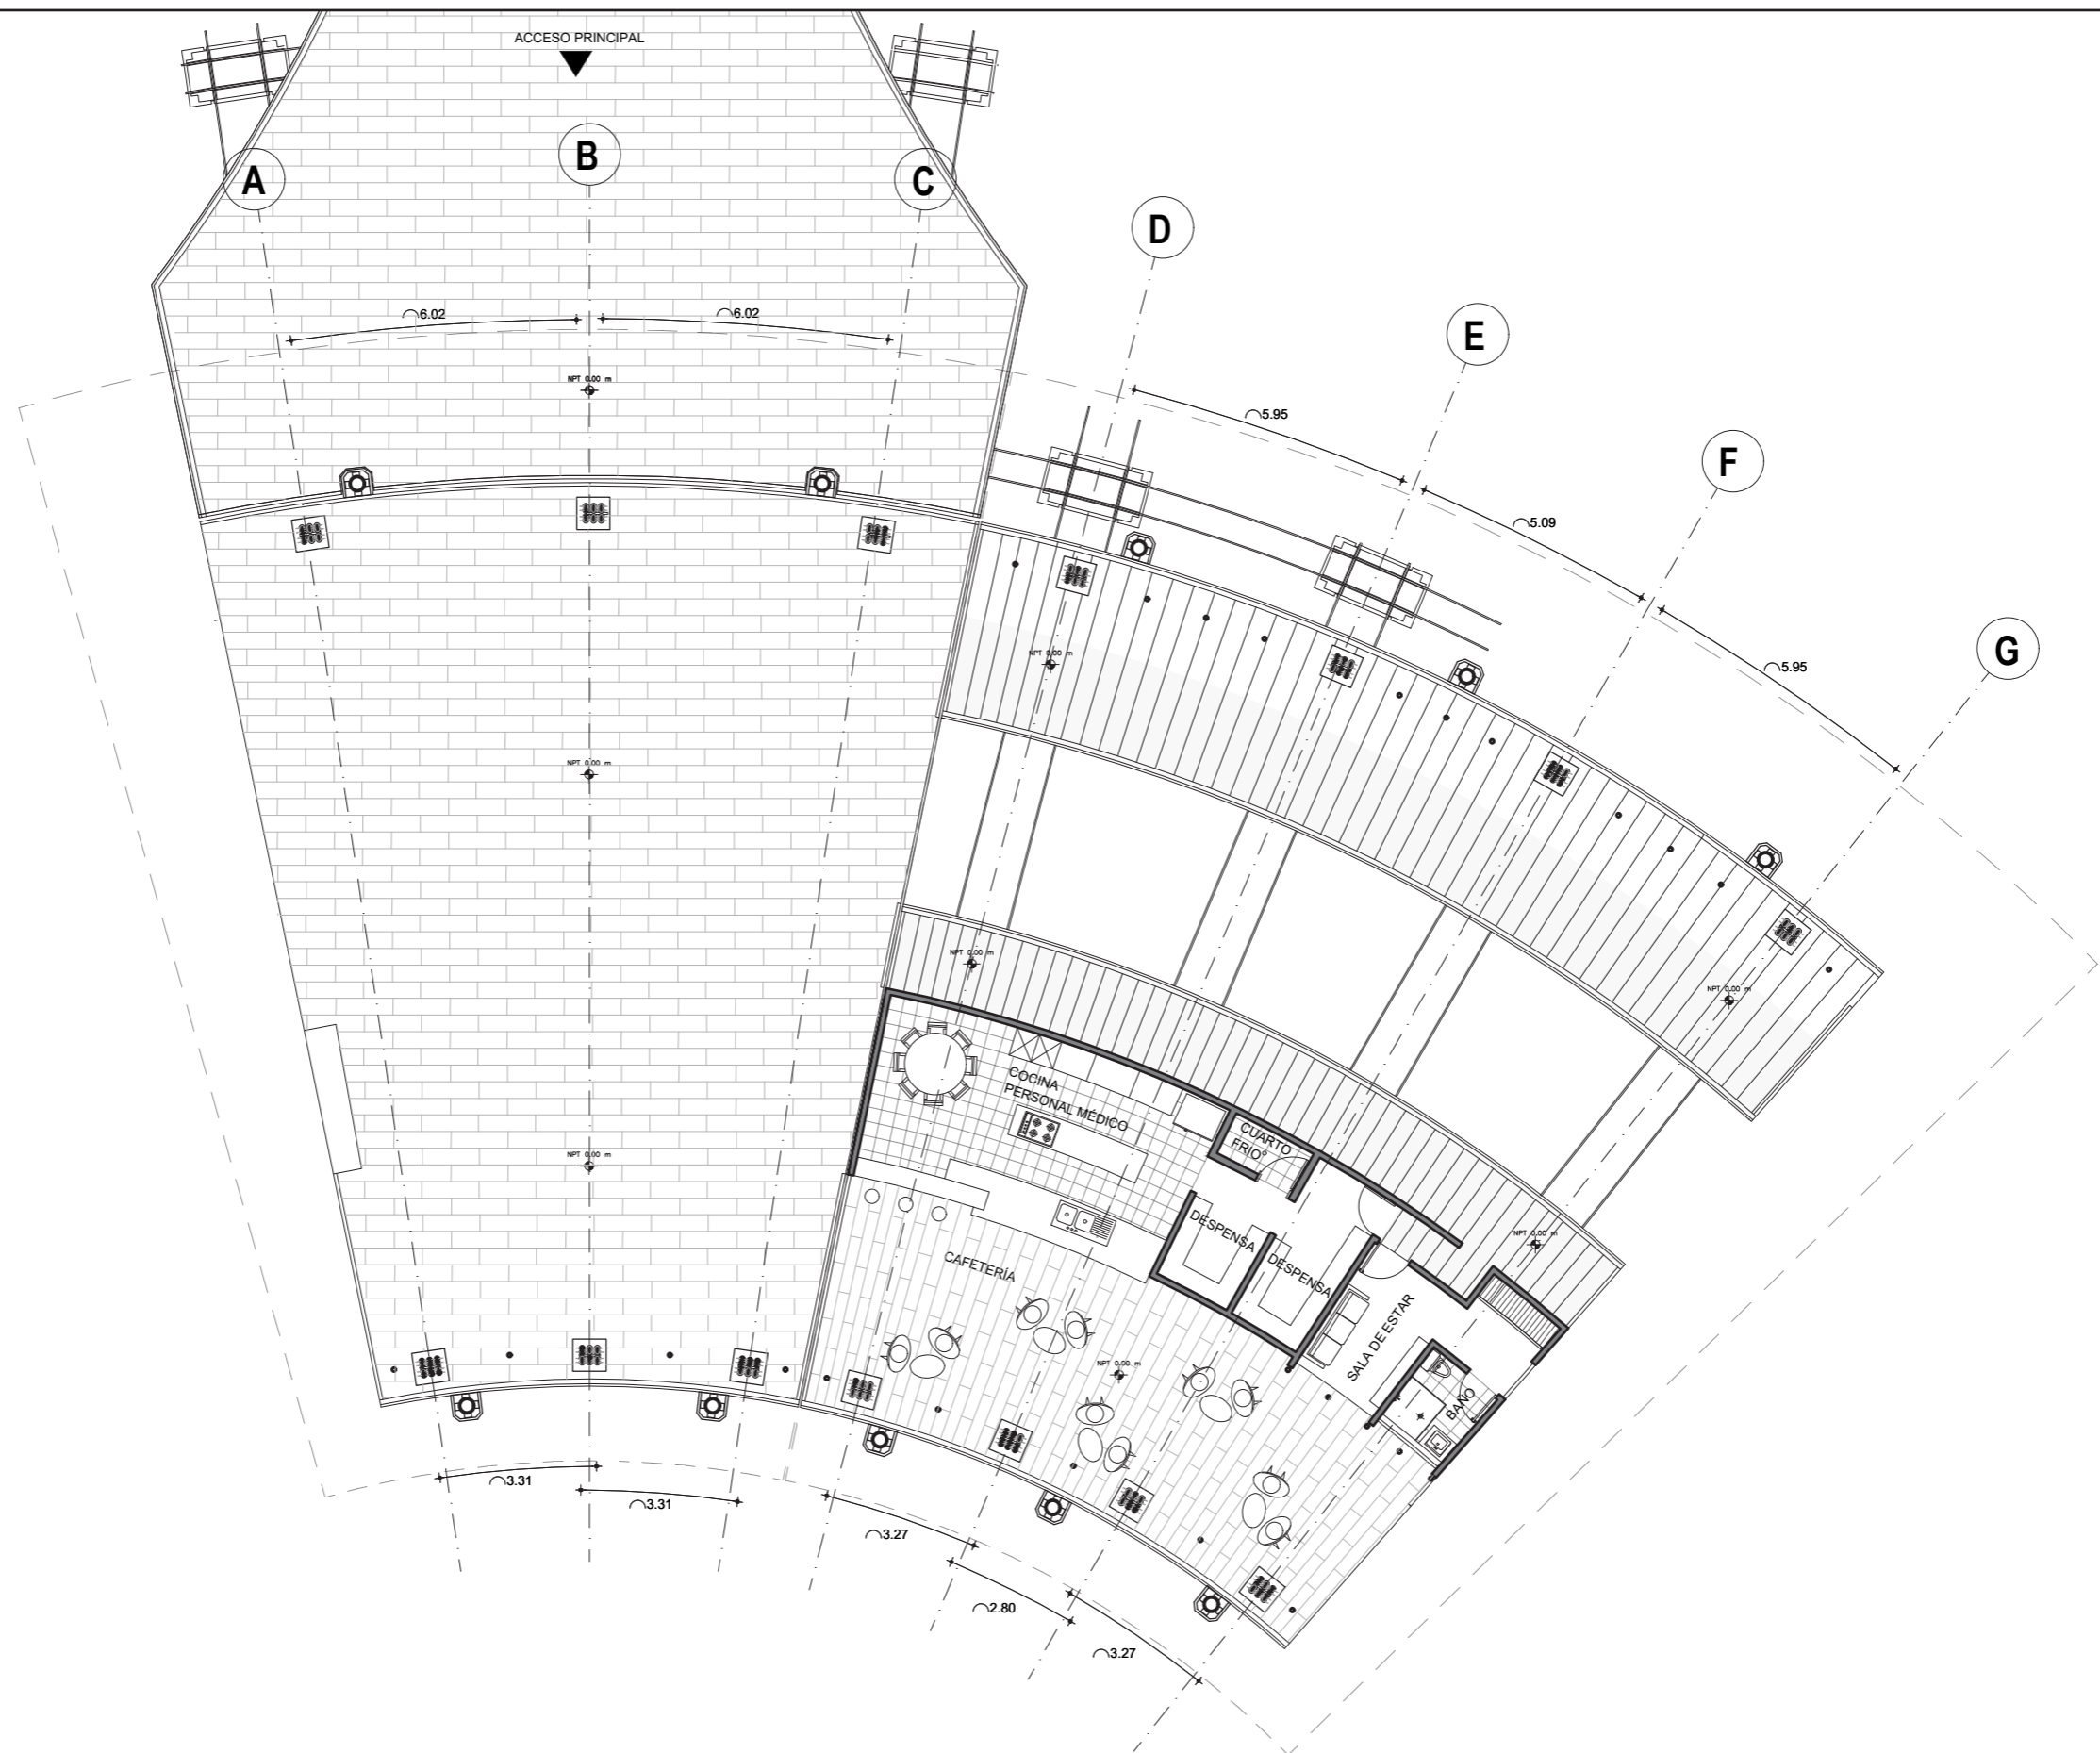 ACCESO PRINCIPAL
A
B
C
D
E
F
G
6.02
6.02
NPT 0.00 m
5.95
5.09
5.95
NPT 0.00 m
NPT 0.00 m
NPT 0.00 m
NPT 0.00 m
COCINA
PERSONAL MÉDICO
CUARTO
FRIO°
NPT 0.00 m
DESPENSA
DESPENSA
NPT 0.00 m
CAFETERÍA
SALA DE ESTAR
NPT 0.00 m
BAÑO
3.31
3.31
3.27
2.80
3.27